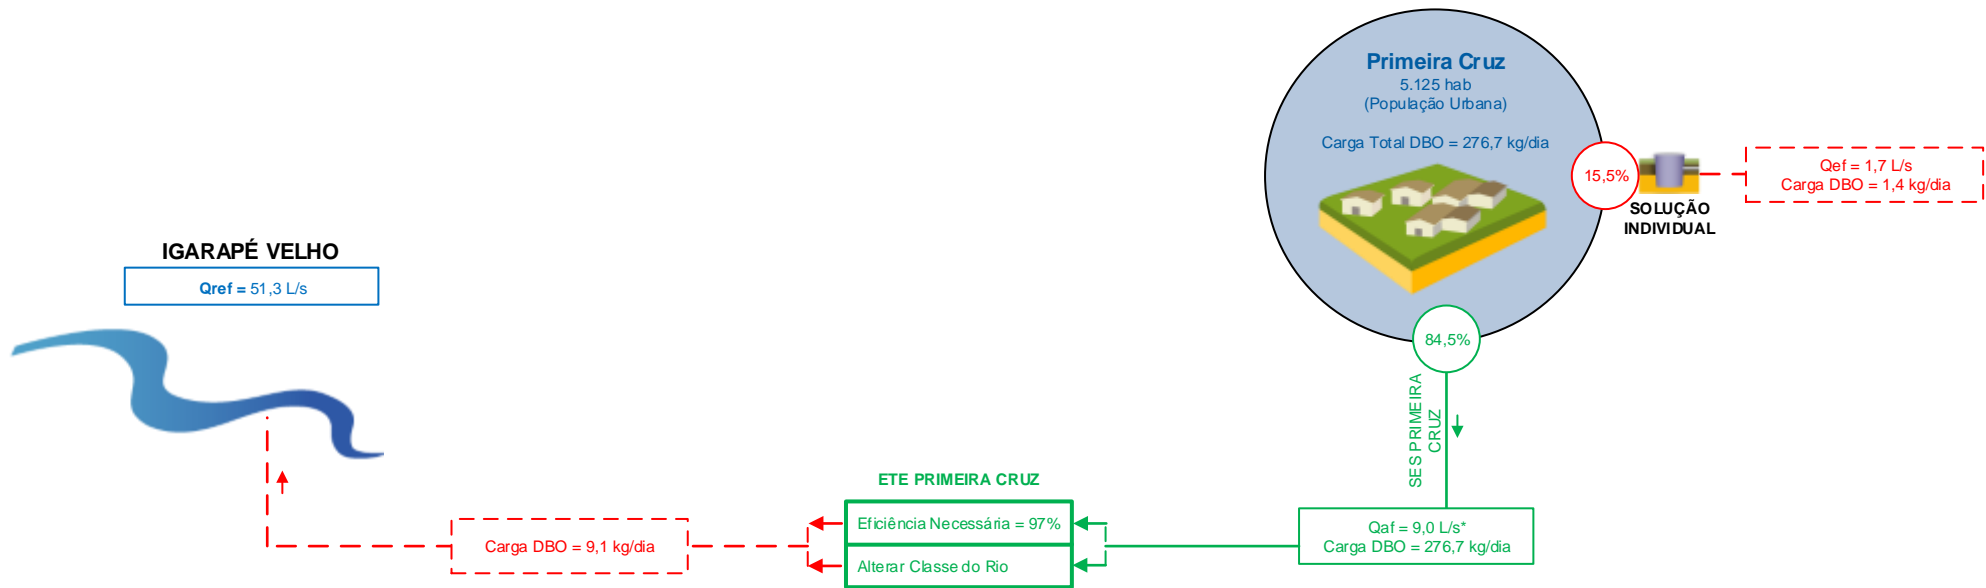 Primeira Cruz
5.125 hab
(População Urbana)
Carga Total DBO = 276,7 kg/dia
15,5%
SOLUÇÃO
INDIVIDUAL
Qef = 1,7 L/s
Carga DBO = 1,4 kg/dia
IGARAPÉ VELHO
Qref = 51,3 L/s
84,5%
SES PRIMEIRA
CRUZ
ETE PRIMEIRA CRUZ
Eficiência Necessária = 97%
Alterar Classe do Rio
Qaf = 9,0 L/s*
Carga DBO = 276,7 kg/dia
Carga DBO = 9,1 kg/dia